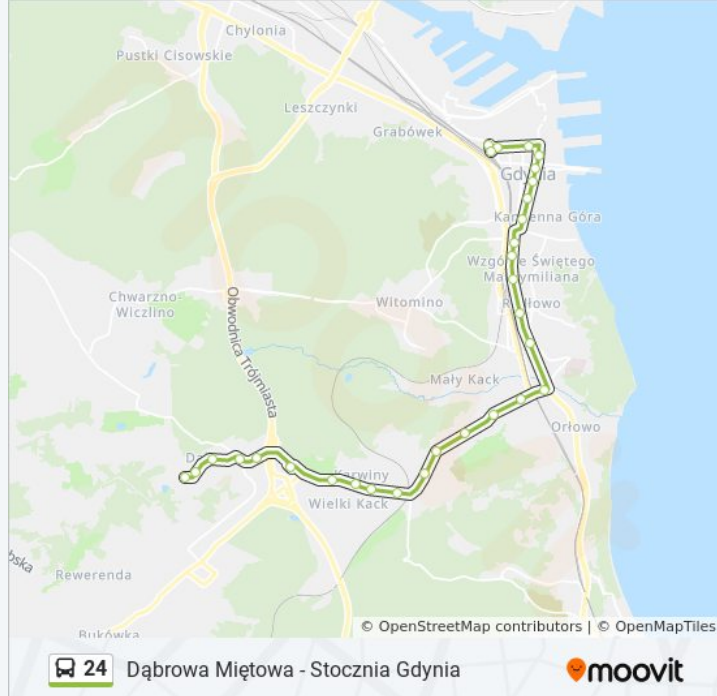 Chylonia
Pustki Cisowskie
Leszczynki
Grabówek
Gdynia
Kamienna Góra
Wzgórze Świętego
Maksymiliana
Redłowo
Chwarzno-
Wiczlino
Witomino
Obwodnica Trójmiasta
Mały Kack
Orłowo
Karwiny
Wielki Kack
Rewerenda
Bukówka
© OpenStreetMap contributors | © OpenMapTiles
24 Dąbrowa Miętowa - Stocznia Gdynia
moovit